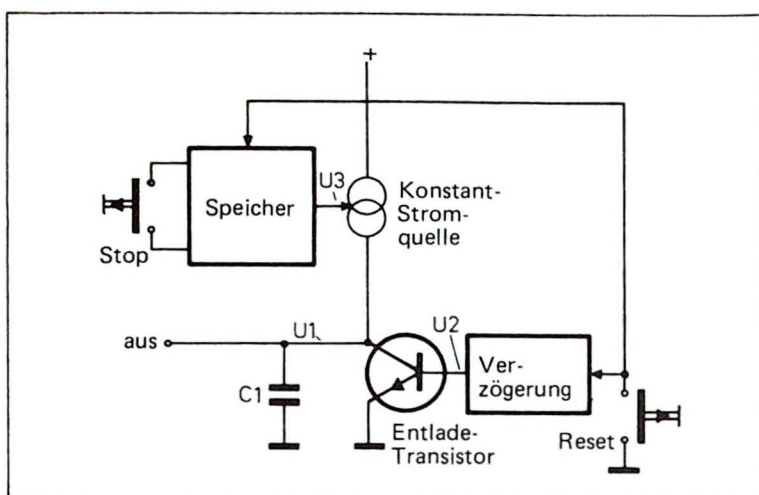 +
U3
Konstant-
Strom-
quelle
Speicher
Stop
aus
U1
U2
Ver-
zögerung
C1
Reset
Entlade-
Transistor